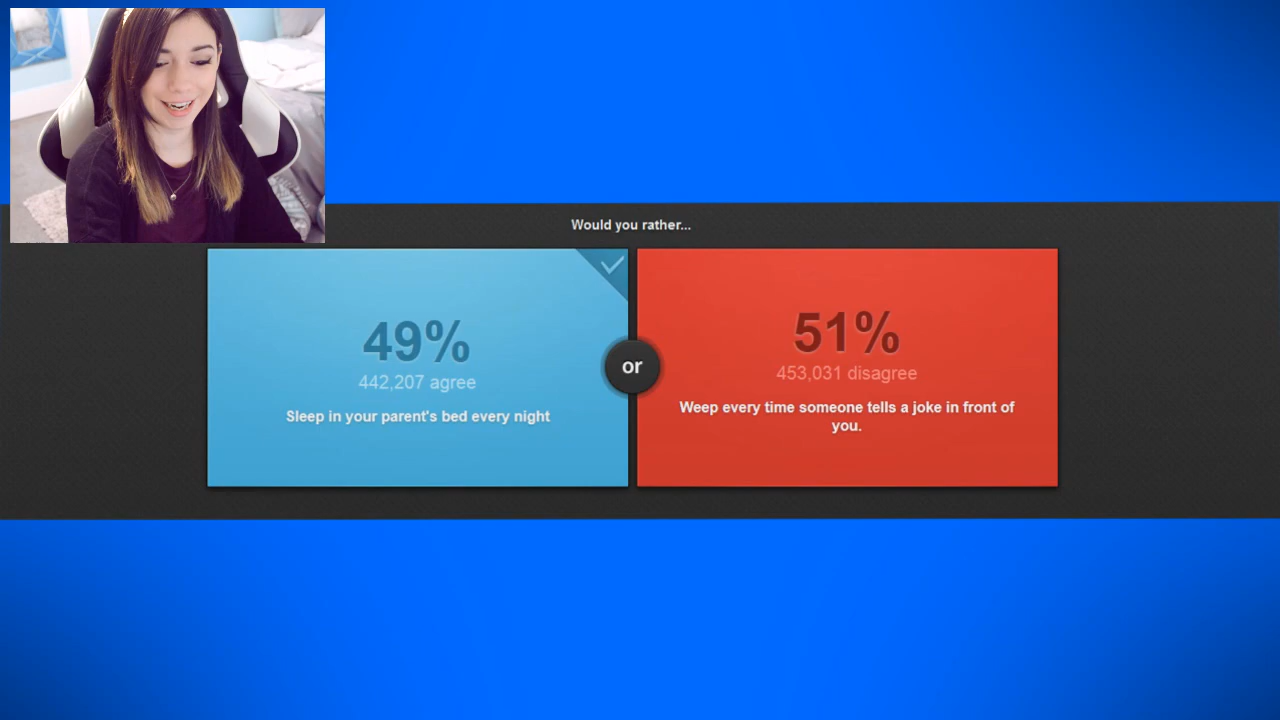 Would you rather...
49%
442,207 agree
Sleep in your parent's bed every night
or
51%
453,031 disagree
Weep every time someone tells a joke in front of
you.